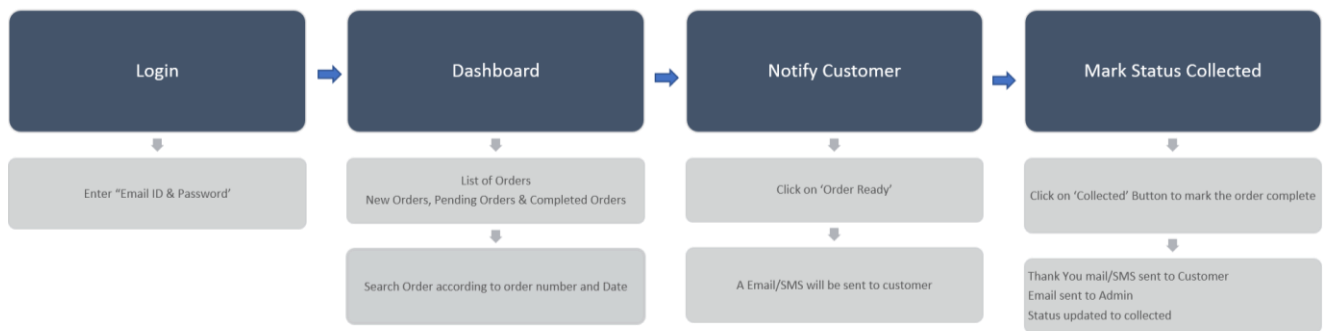 Login
Dashboard
Notify Customer
Mark Status Collected
Enter “Email ID & Password’
List of Orders
New Orders, Pending Orders & Completed Orders
Click on ‘Order Ready’
Click on ‘Collected’ Button to mark the order complete
Search Order according to order number and Date
A Email/SMS will be sent to customer
Thank You mail/SMS sent to Customer
Email sent to Admin
Status updated to collected